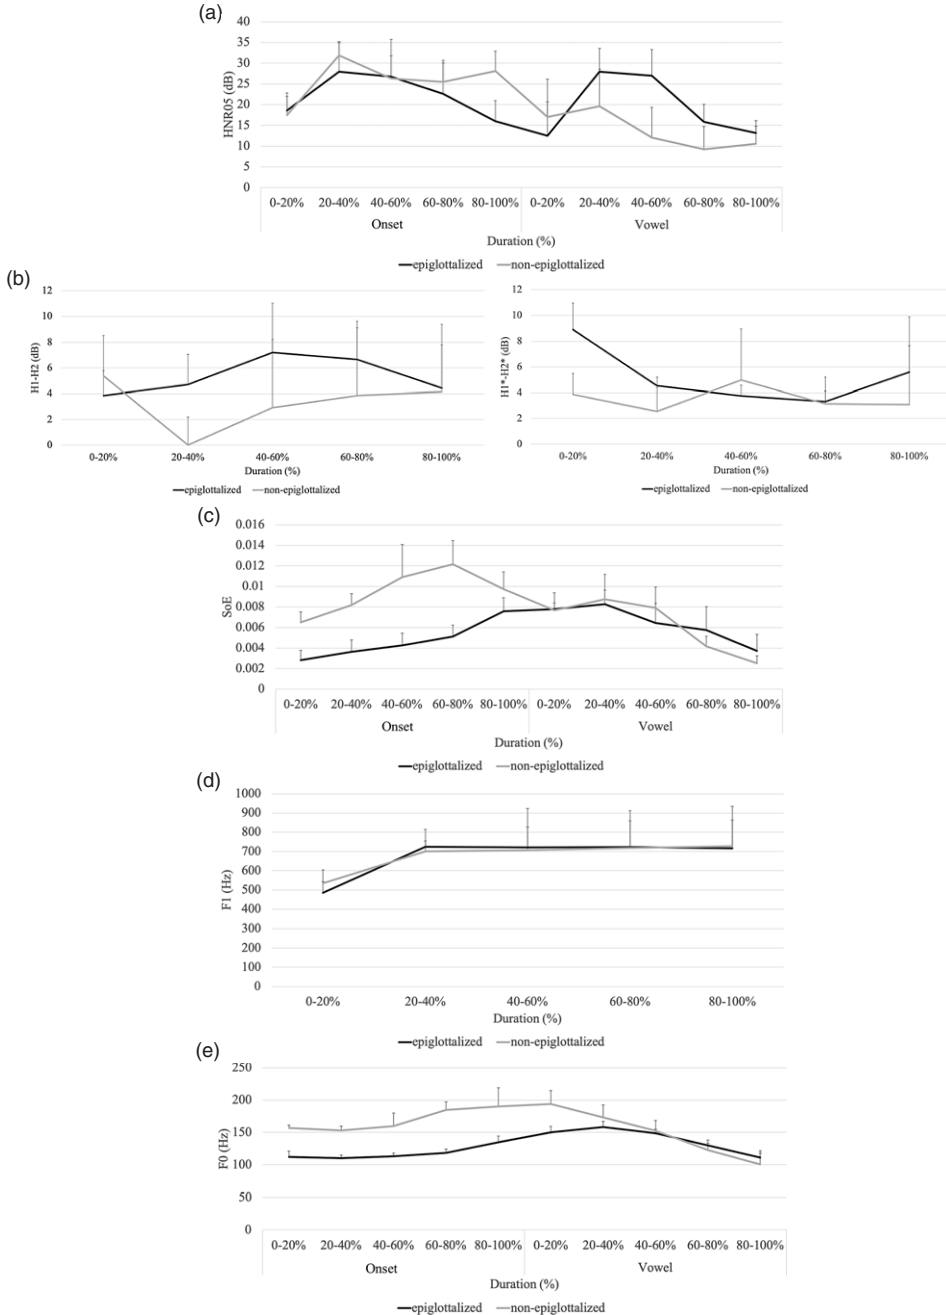 (a)
40
35
30
25
20
15
10
5
0
HNR05 (dB)
0-20% 20-40% 40-60% 60-80% 80-100% 0-20% 20-40% 40-60% 60-80% 80-100%
Onset Vowel
Duration (%)
epiglottalized non-epiglottalized
(b)
12
10
8
6
4
2
0
H1-H2 (dB)
0-20% 20-40% 40-60% 60-80% 80-100%
Duration (%)
epiglottalized non-epiglottalized
12
10
8
6
4
2
0
H1*-H2* (dB)
0-20% 20-40% 40-60% 60-80% 80-100%
Duration (%)
epiglottalized non-epiglottalized
(c)
0.016
0.014
0.012
0.01
0.008
0.006
0.004
0.002
0
SoE
0-20% 20-40% 40-60% 60-80% 80-100% 0-20% 20-40% 40-60% 60-80% 80-100%
Onset Vowel
Duration (%)
epiglottalized non-epiglottalized
(d)
1000
900
800
700
600
500
400
300
200
100
0
F1 (Hz)
0-20% 20-40% 40-60% 60-80% 80-100%
Duration (%)
epiglottalized non-epiglottalized
(e)
250
200
150
100
50
0
F0 (Hz)
0-20% 20-40% 40-60% 60-80% 80-100% 0-20% 20-40% 40-60% 60-80% 80-100%
Onset Vowel
Duration (%)
epiglottalized non-epiglottalized